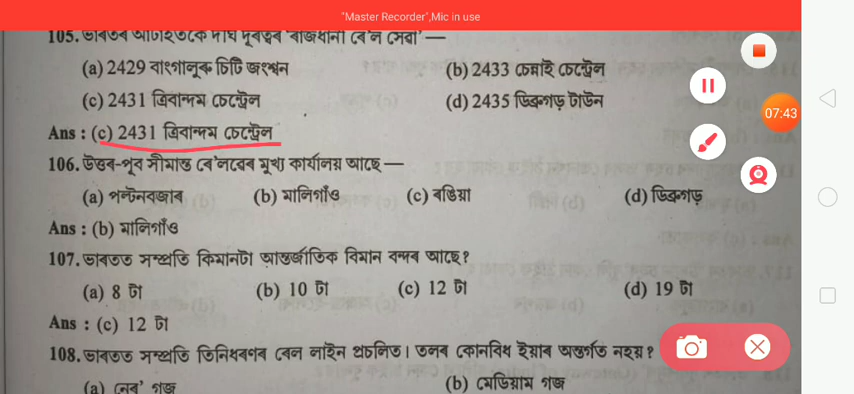 "Master Recorder",Mic in use
105. ভাৰতৰ আটাইতকৈ দীঘ দূৰত্বৰ 'ৰাজধানী ৰে'ল সেৱা' —
(a) 2429 বাংগালুৰু চিটি জংশ্বন (b) 2433 চেন্নাই চেণ্ট্ৰেল
(c) 2431 ত্ৰিবান্দম চেণ্ট্ৰেল (d) 2435 ডিব্ৰুগড় টাউন
Ans : (c) 2431 ত্ৰিবান্দম চেণ্ট্ৰেল
07:43
106. উত্তৰ-পূব সীমান্ত ৰে'লৱেৰ মুখ্য কাৰ্যালয় আছে —
(a) পল্টনবজাৰ (b) মালিগাঁও (c) ৰঙিয়া (d) ডিব্ৰুগড়
Ans : (b) মালিগাঁও
107. ভাৰতত সম্প্ৰতি কিমানটা আন্তৰ্জাতিক বিমান বন্দৰ আছে?
(a) 8 টা (b) 10 টা (c) 12 টা (d) 19 টা
Ans : (c) 12 টা
108. ভাৰতত সম্প্ৰতি তিনিধৰণৰ ৰেল লাইন প্ৰচলিত। তলৰ কোনবিধ ইয়াৰ অন্তৰ্গত নহয়?
(a) নেৰ' গজ (b) মেডিয়াম গজ